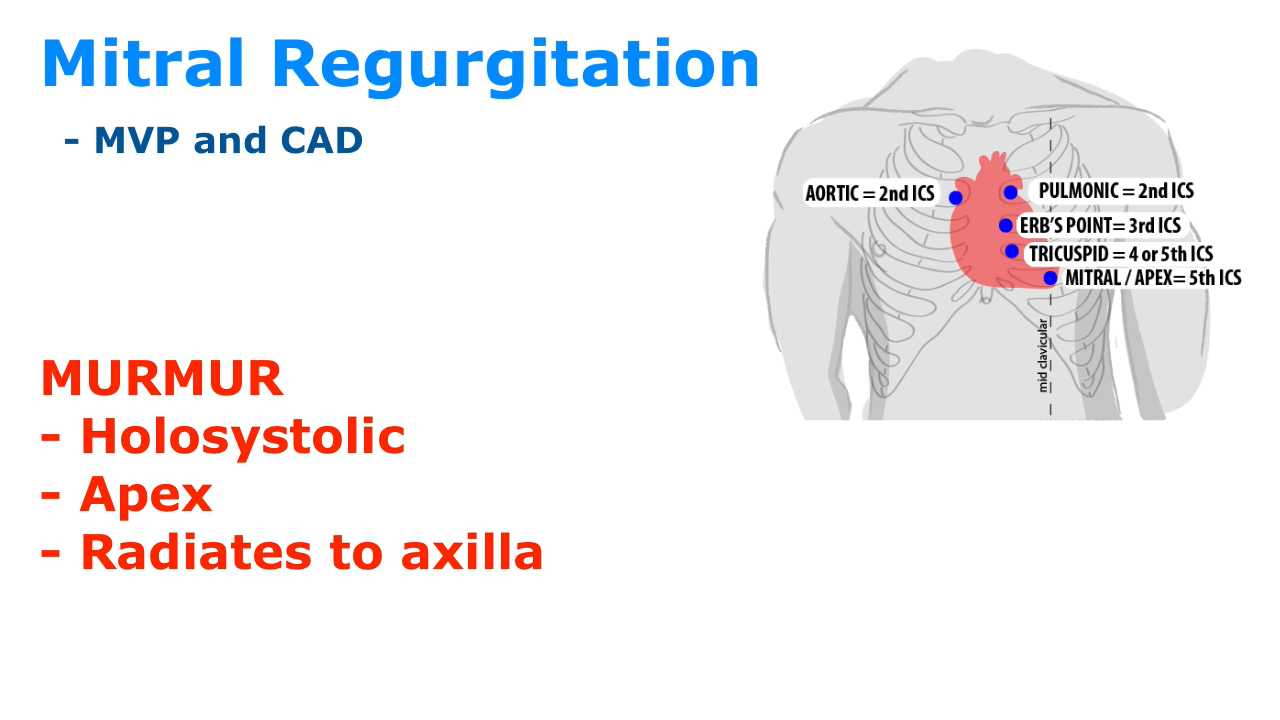 Mitral Regurgitation
- MVP and CAD
AORTIC = 2nd ICS
PULMONIC = 2nd ICS
ERB'S POINT= 3rd ICS
TRICUSPID = 4 or 5th ICS
MITRAL / APEX= 5th ICS
mid clavicular
MURMUR
- Holosystolic
- Apex
- Radiates to axilla